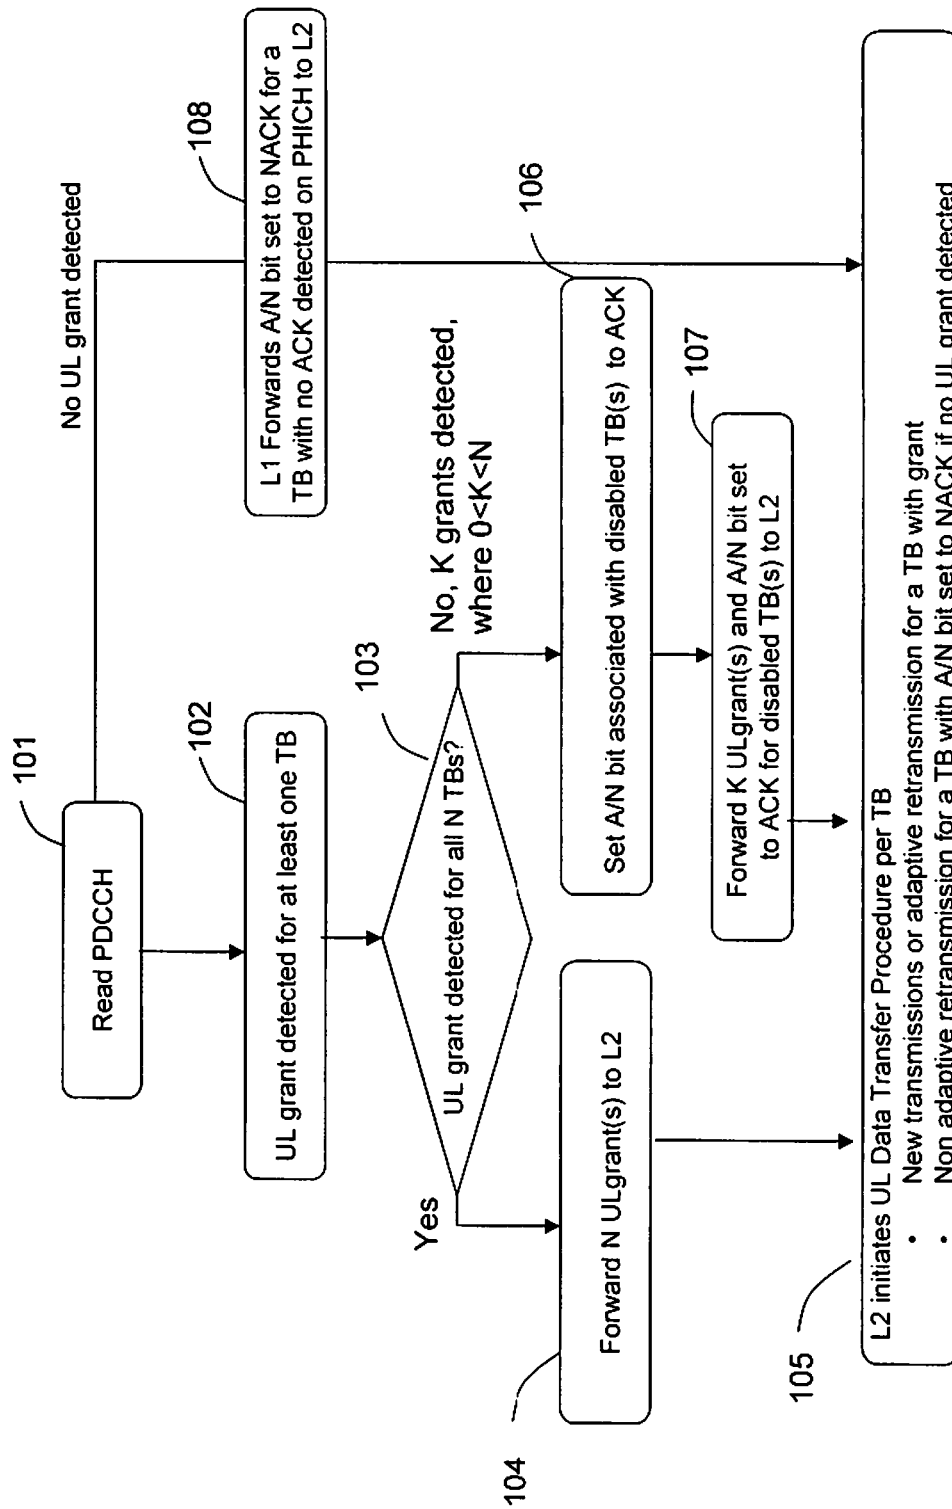 101
Read PDCCH
No UL grant detected
102
UL grant detected for at least one TB
108
L1 Forwards A/N bit set to NACK for a
TB with no ACK detected on PHICH to L2
103
UL grant detected for all N TBs?
Yes
No, K grants detected,
where 0<K<N
104
Forward N ULgrant(s) to L2
106
Set A/N bit associated with disabled TB(s) to ACK
107
Forward K ULgrant(s) and A/N bit set
to ACK for disabled TB(s) to L2
105
L2 initiates UL Data Transfer Procedure per TB
• New transmissions or adaptive retransmission for a TB with grant
• Non adaptive retransmission for a TB with A/N bit set to NACK if no UL grant detected